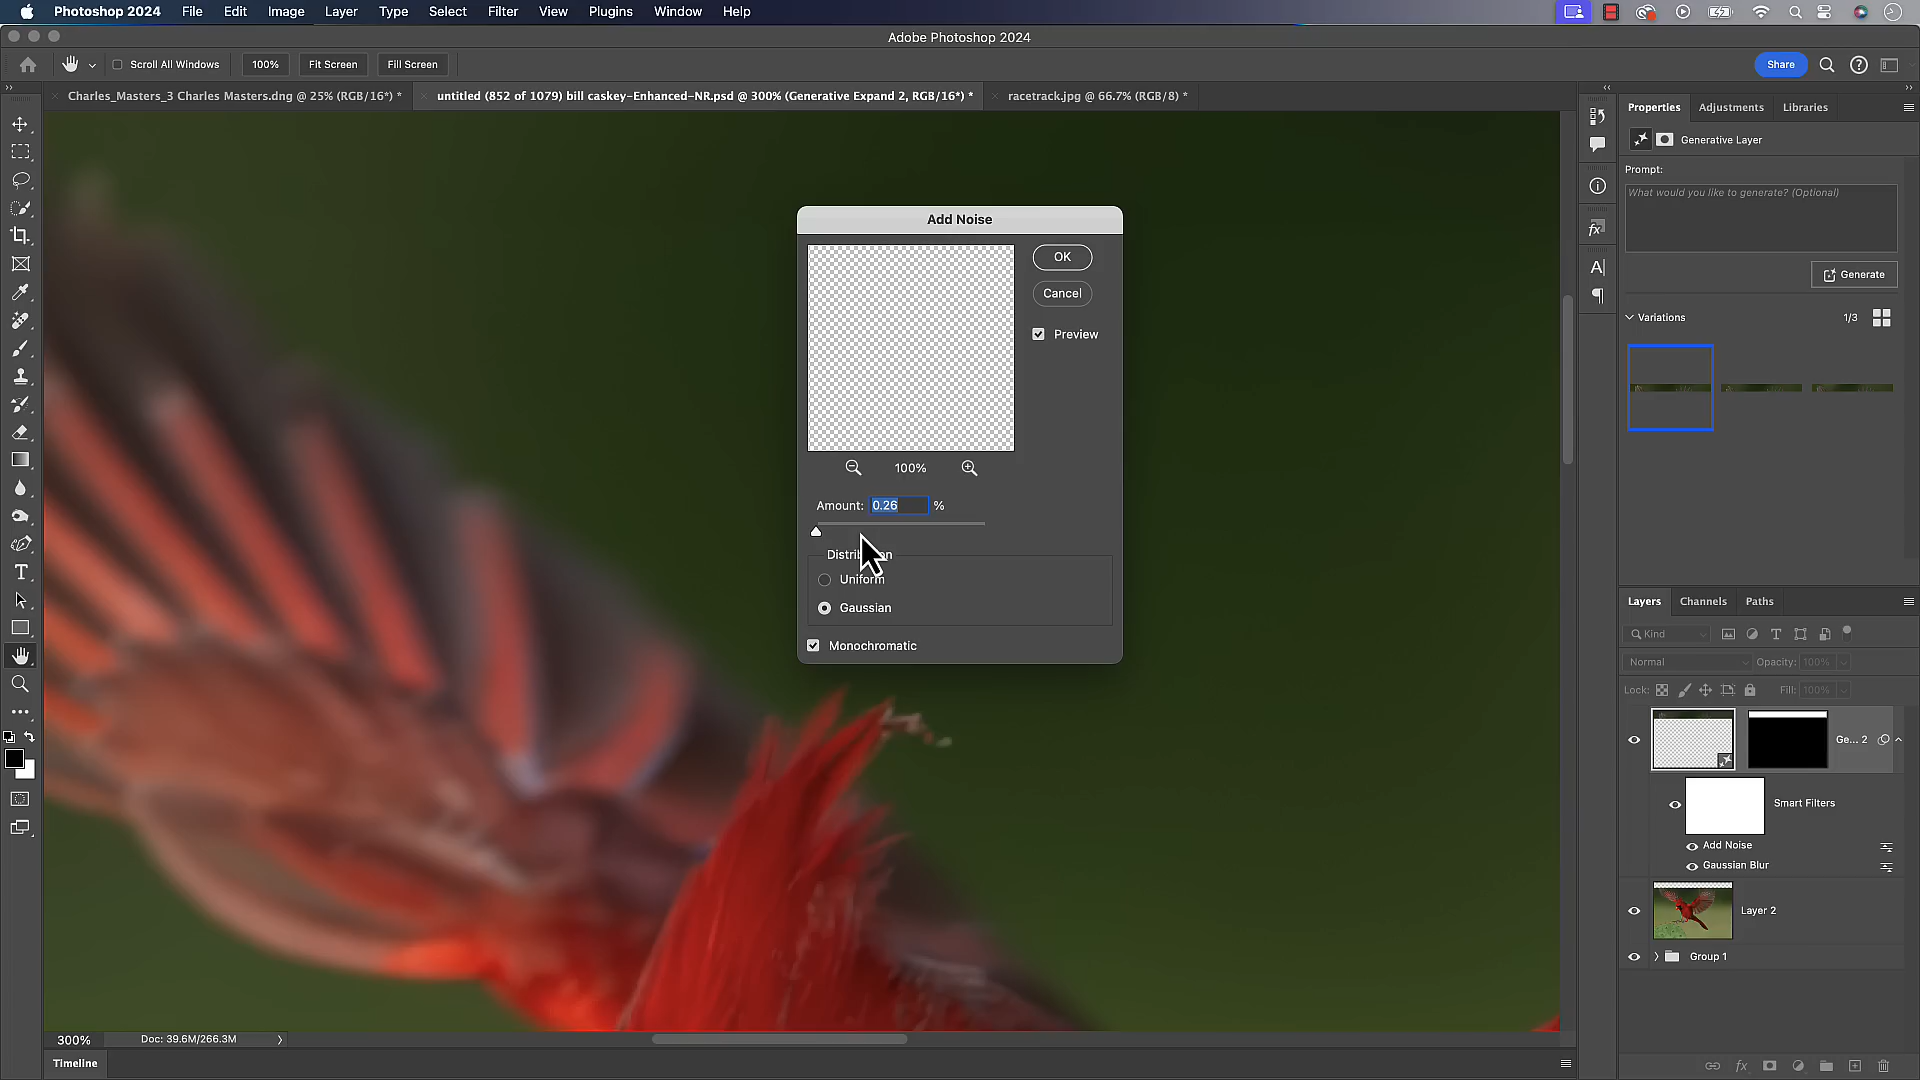 Photoshop 2024 File Edit Image Layer Type Select Filter View Plugins Window Help
Adobe Photoshop 2024
Scroll All Windows 100% Fit Screen Fill Screen Share
Charles_Masters_3 Charles Masters.dng @ 25% (RGB/16*) * untitled (852 of 1079) bill caskey-Enhanced-NR.psd @ 300% (Generative Expand 2, RGB/16*) * racetrack.jpg @ 66.7% (RGB/8) *
Properties Adjustments Libraries
Generative Layer
Prompt:
What would you like to generate? (Optional)
Generate
Variations 1/3
Add Noise
OK
Cancel
Preview
100%
Amount: 0.26 %
Distribution
Uniform
Gaussian
Monochromatic
Layers Channels Paths
Kind
Normal Opacity: 100%
Lock: Fill: 100%
Ge... 2
Smart Filters
Add Noise
Gaussian Blur
Layer 2
Group 1
300% Doc: 39.6M/266.3M
Timeline